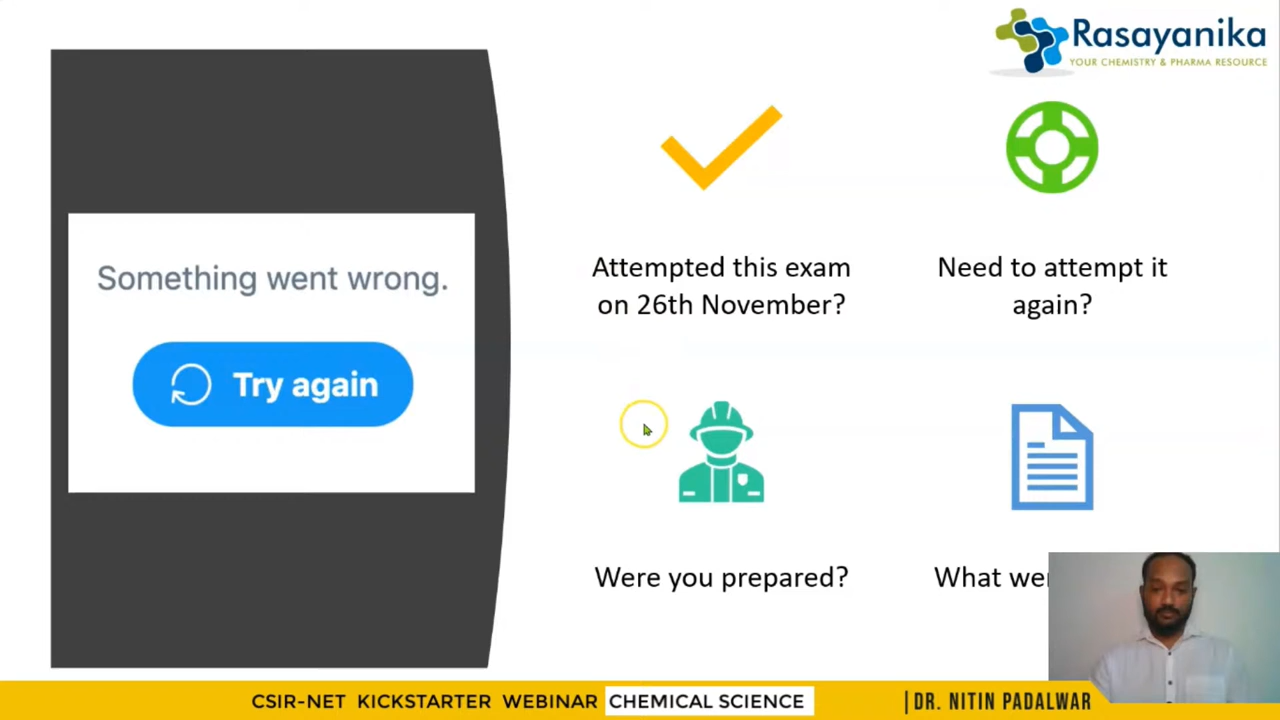 Rasayanika
YOUR CHEMISTRY & PHARMA RESOURCE
Something went wrong.
Try again
Attempted this exam
on 26th November?
Need to attempt it
again?
Were you prepared?
What
CSIR-NET KICKSTARTER WEBINAR CHEMICAL SCIENCE
|DR. NITIN PADALWAR